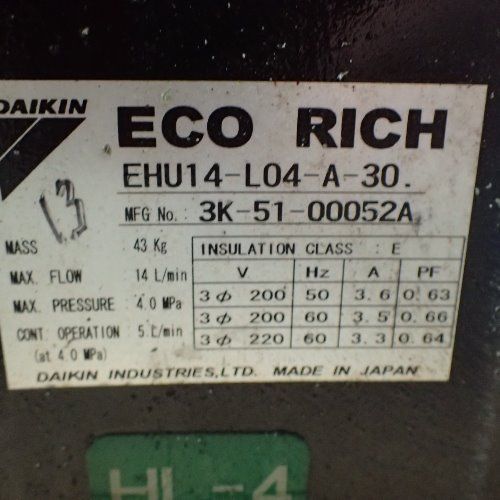 DAIKIN
ECO RICH
EHU14-L04-A-30.
MFG No.: 3K-51-00052A
13
MASS : 43 Kg
MAX. FLOW : 14 L/min
MAX. PRESSURE : 4.0 MPa
CONT. OPERATION : 5 L/min
(at 4.0 MPa)
INSULATION CLASS : E
V Hz A PF
3ϕ 200 50 3.6 0.63
3ϕ 200 60 3.5 0.66
3ϕ 220 60 3.3 0.64
DAIKIN INDUSTRIES,LTD. MADE IN JAPAN
HL-4